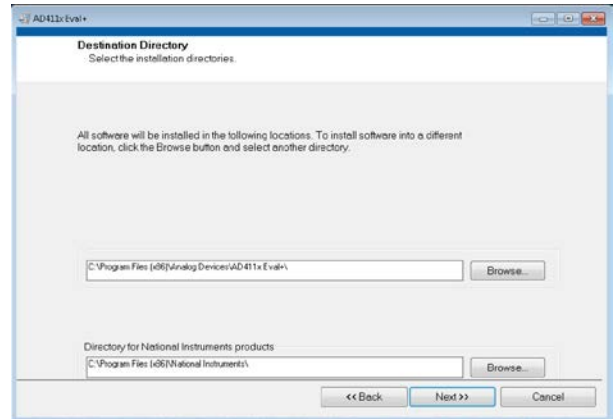 AD411x Eval+
Destination Directory
Select the installation directories.
All software will be installed in the following locations. To install software into a different
location, click the Browse button and select another directory.
C:\Program Files (x86)\Analog Devices\AD411x Eval+\
Browse...
Directory for National Instruments products
C:\Program Files (x86)\National Instruments\
Browse...
<< Back
Next >>
Cancel